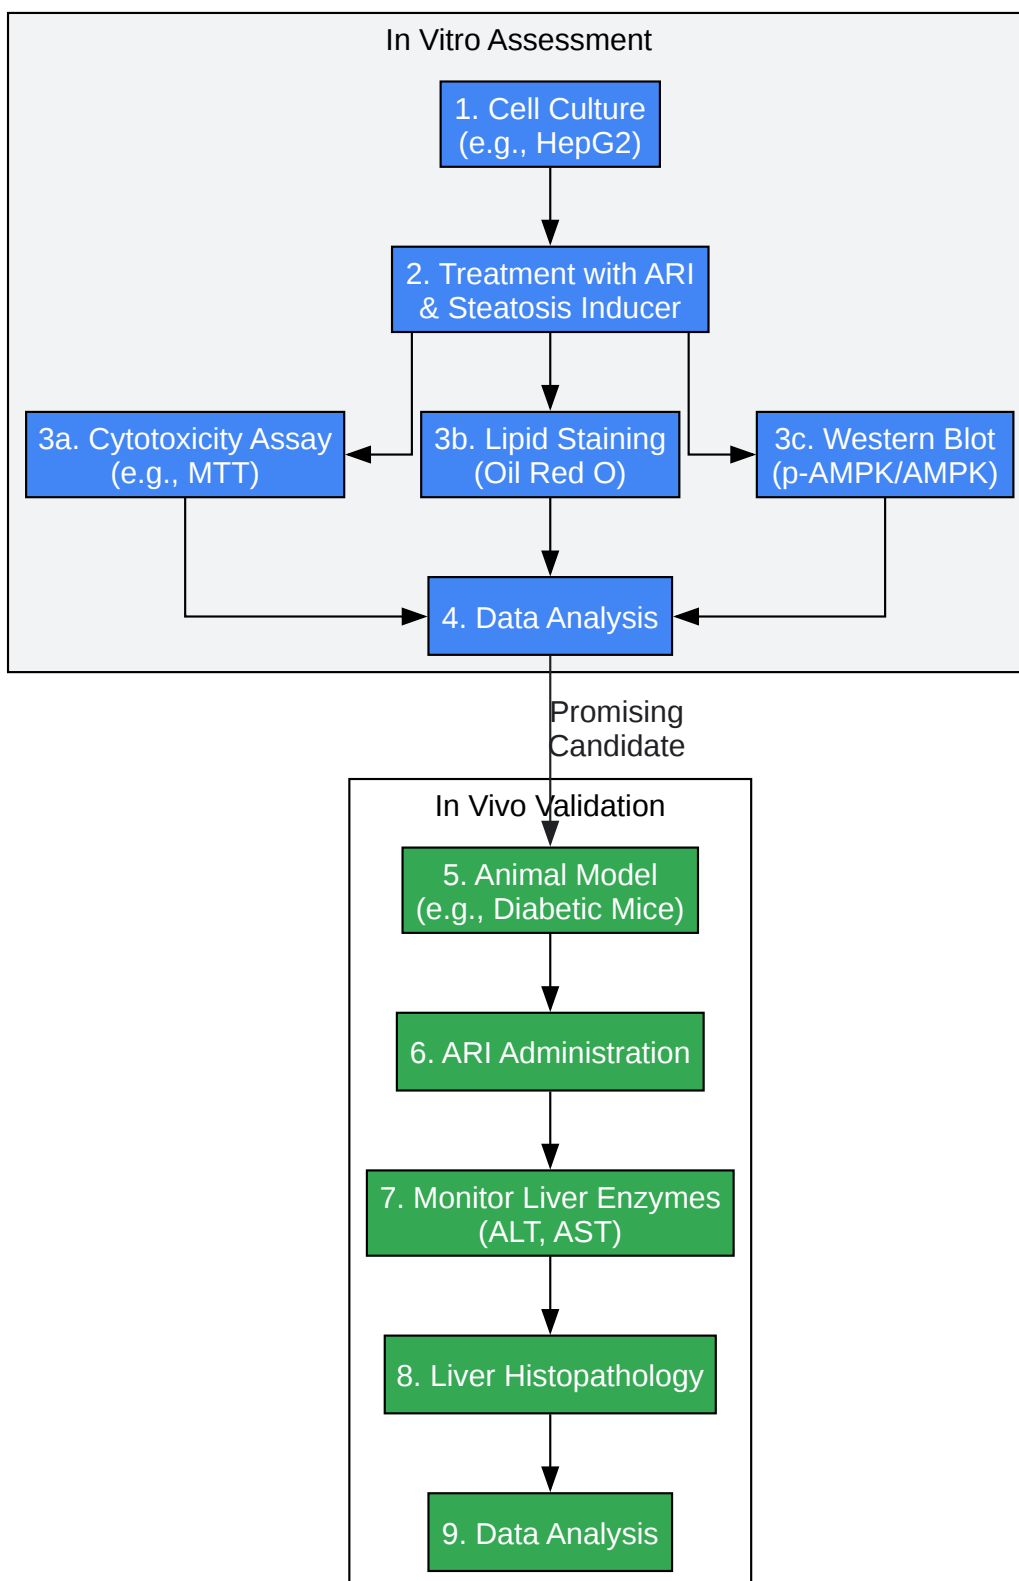 In Vitro Assessment
1. Cell Culture
(e.g., HepG2)
2. Treatment with ARI
& Steatosis Inducer
3a. Cytotoxicity Assay
(e.g., MTT)
3b. Lipid Staining
(Oil Red O)
3c. Western Blot
(p-AMPK/AMPK)
4. Data Analysis
Promising
Candidate
In Vivo Validation
5. Animal Model
(e.g., Diabetic Mice)
6. ARI Administration
7. Monitor Liver Enzymes
(ALT, AST)
8. Liver Histopathology
9. Data Analysis